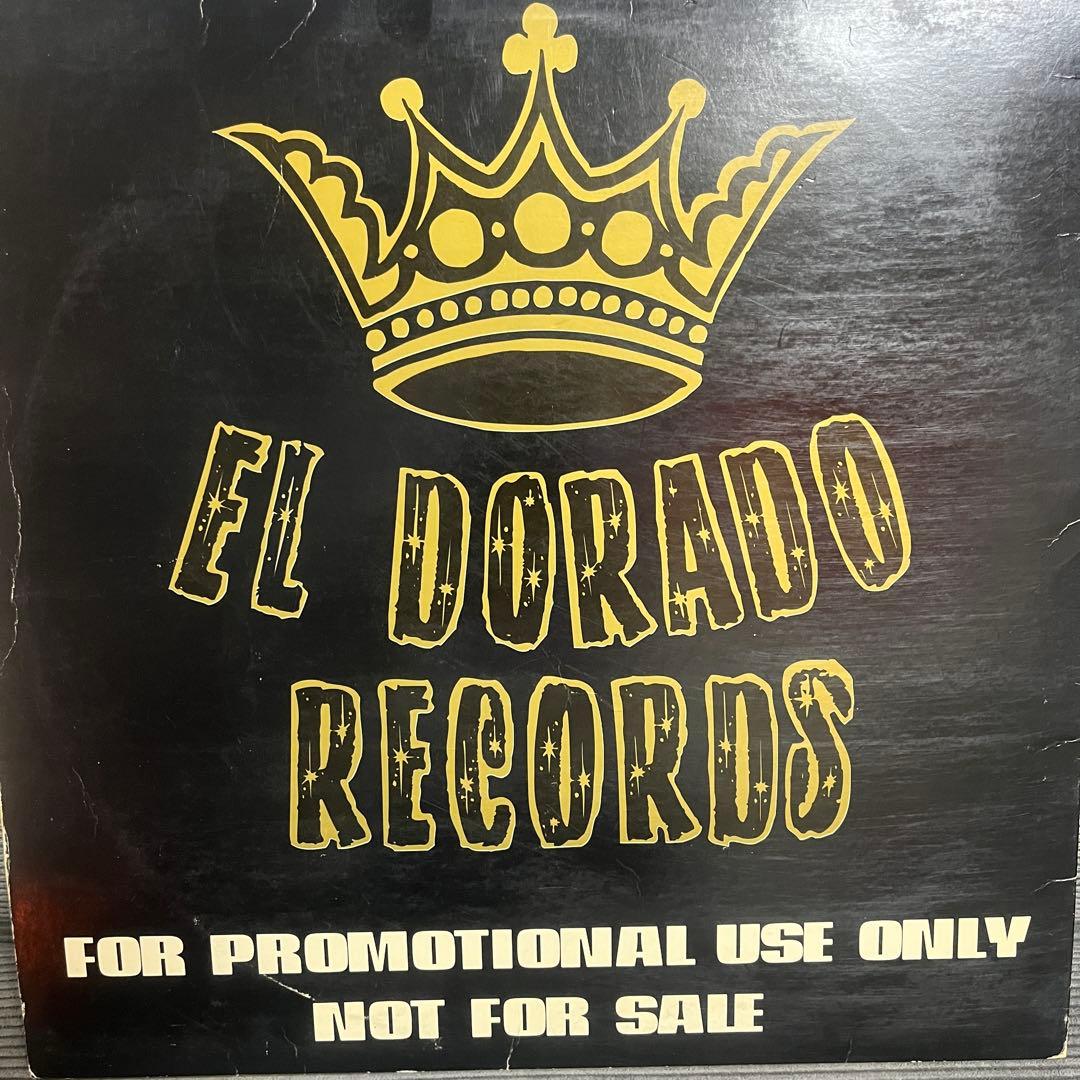 EL DORADO
RECORDS
FOR PROMOTIONAL USE ONLY
NOT FOR SALE